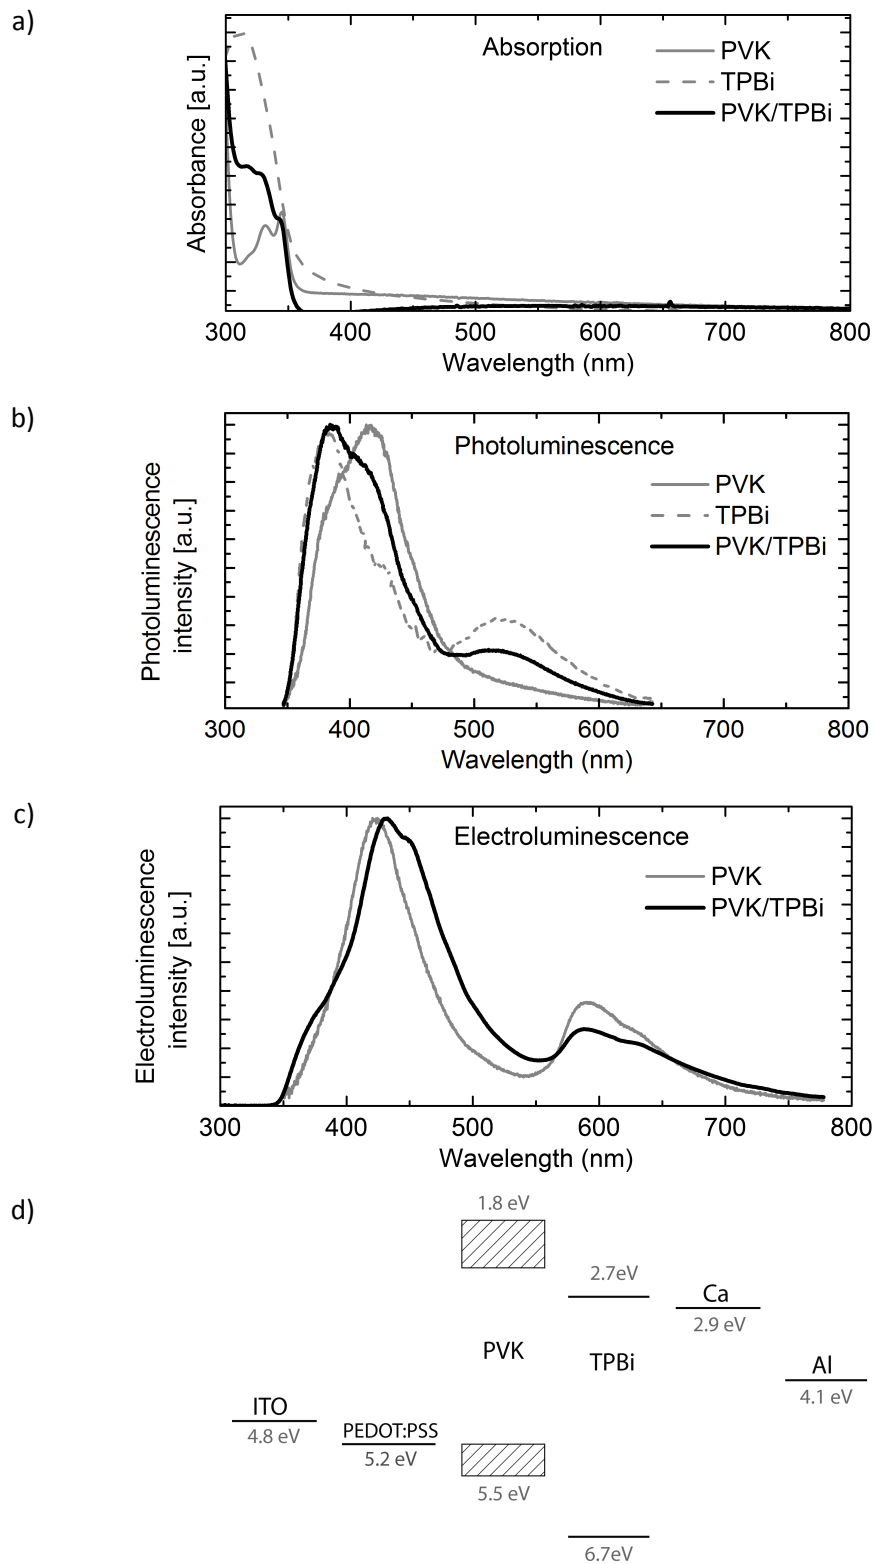 a)
Absorption
PVK
TPBi
PVK/TPBi
Absorbance [a.u.]
300 400 500 600 700 800
Wavelength (nm)
b)
Photoluminescence
PVK
TPBi
PVK/TPBi
Photoluminescence
intensity [a.u.]
300 400 500 600 700 800
Wavelength (nm)
c)
Electroluminescence
PVK
PVK/TPBi
Electroluminescence
intensity [a.u.]
300 400 500 600 700 800
Wavelength (nm)
d)
1.8 eV
2.7eV
Ca
2.9 eV
PVK
TPBi
Al
4.1 eV
ITO
4.8 eV
PEDOT:PSS
5.2 eV
5.5 eV
6.7eV